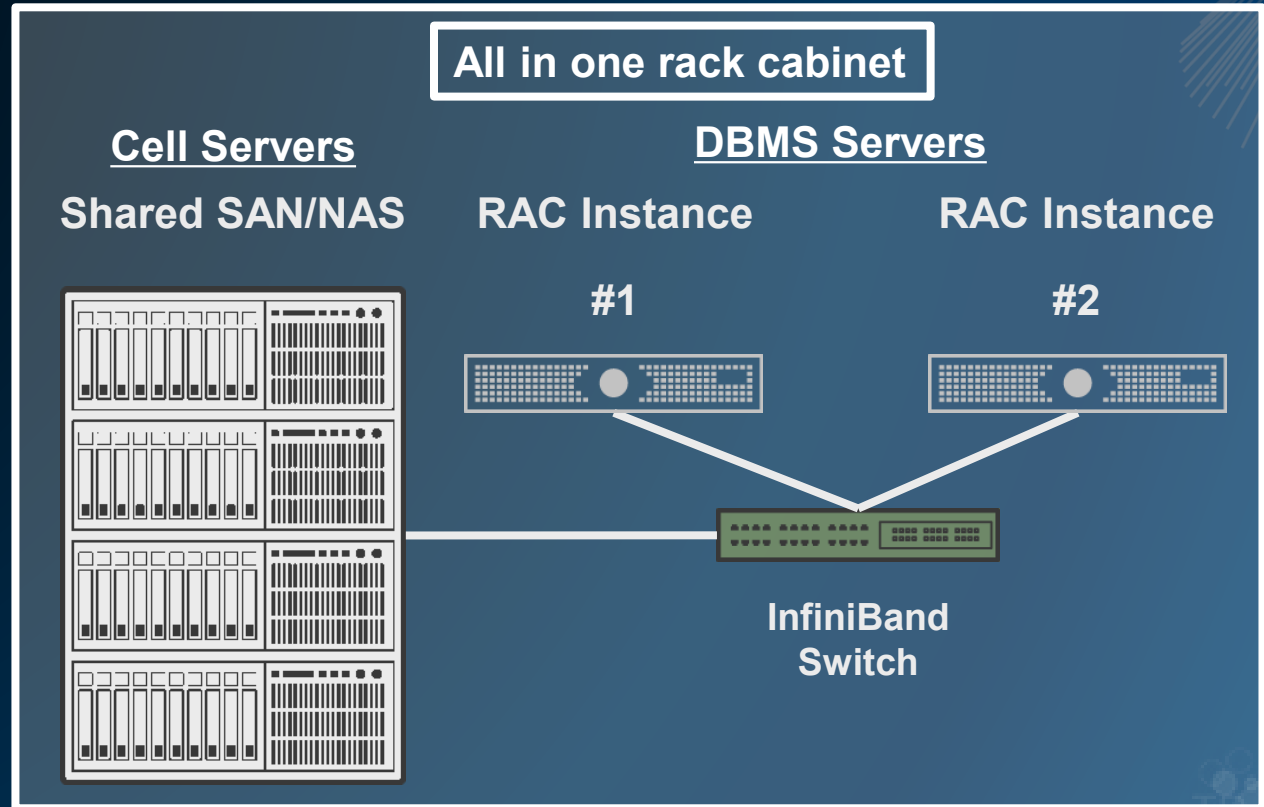 All in one rack cabinet
Cell Servers
Shared SAN/NAS
DBMS Servers
RAC Instance
#1
RAC Instance
#2
InfiniBand
Switch